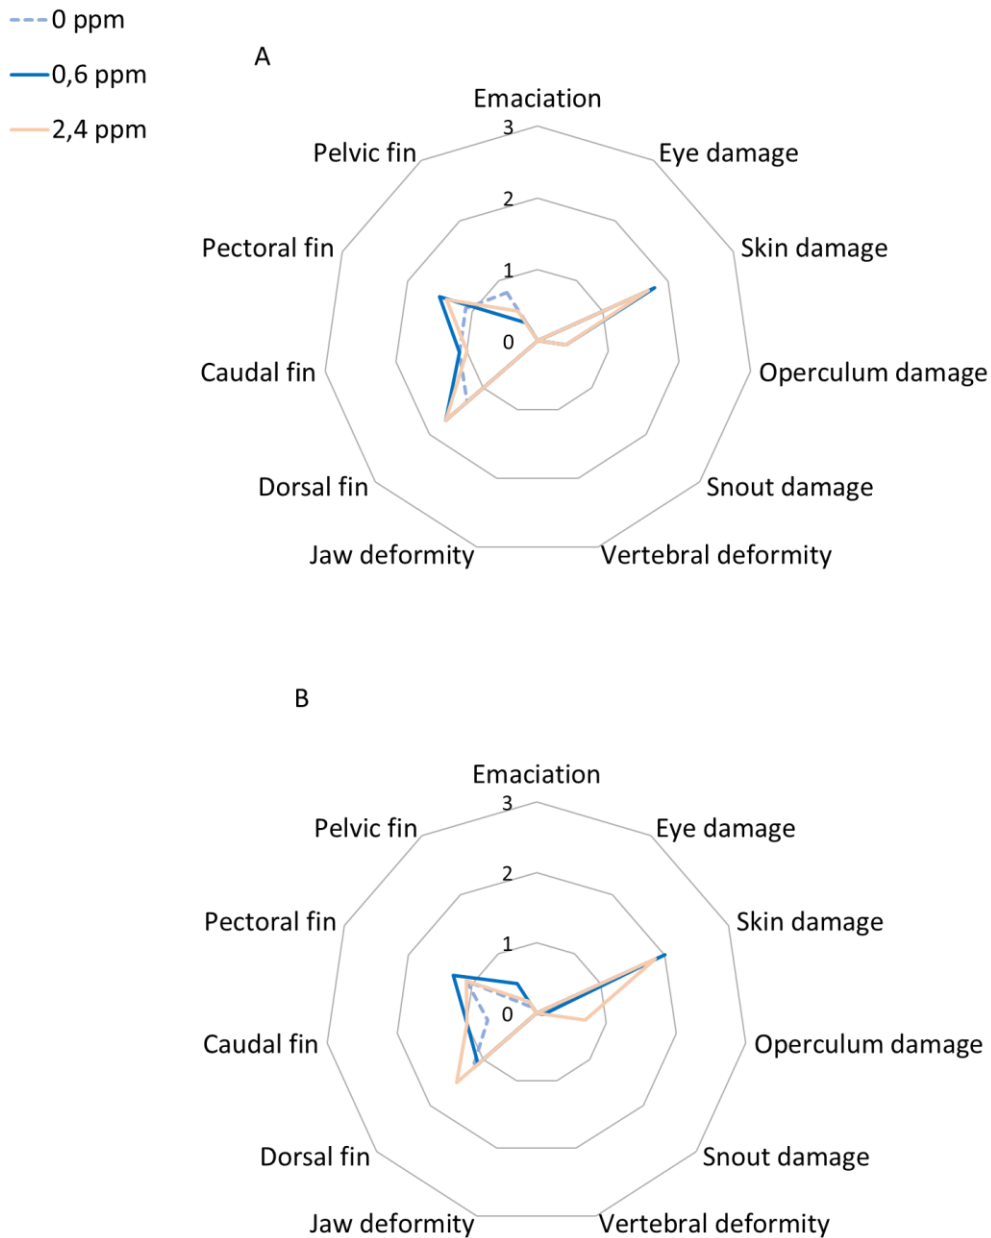 0 ppm
0,6 ppm
2,4 ppm
A
Emaciation
3
Pelvic fin
Eye damage
2
Pectoral fin
Skin damage
1
0
Caudal fin
Operculum damage
Dorsal fin
Snout damage
Jaw deformity
Vertebral deformity
B
Emaciation
3
Pelvic fin
Eye damage
2
Pectoral fin
Skin damage
1
0
Caudal fin
Operculum damage
Dorsal fin
Snout damage
Jaw deformity
Vertebral deformity